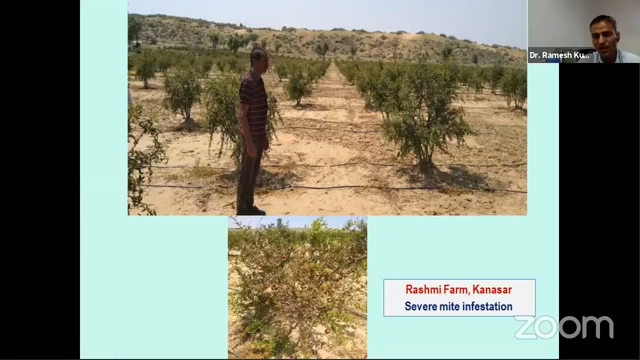 Dr. Ramesh Ku...
Rashmi Farm, Kanasar
Severe mite infestation
zoom